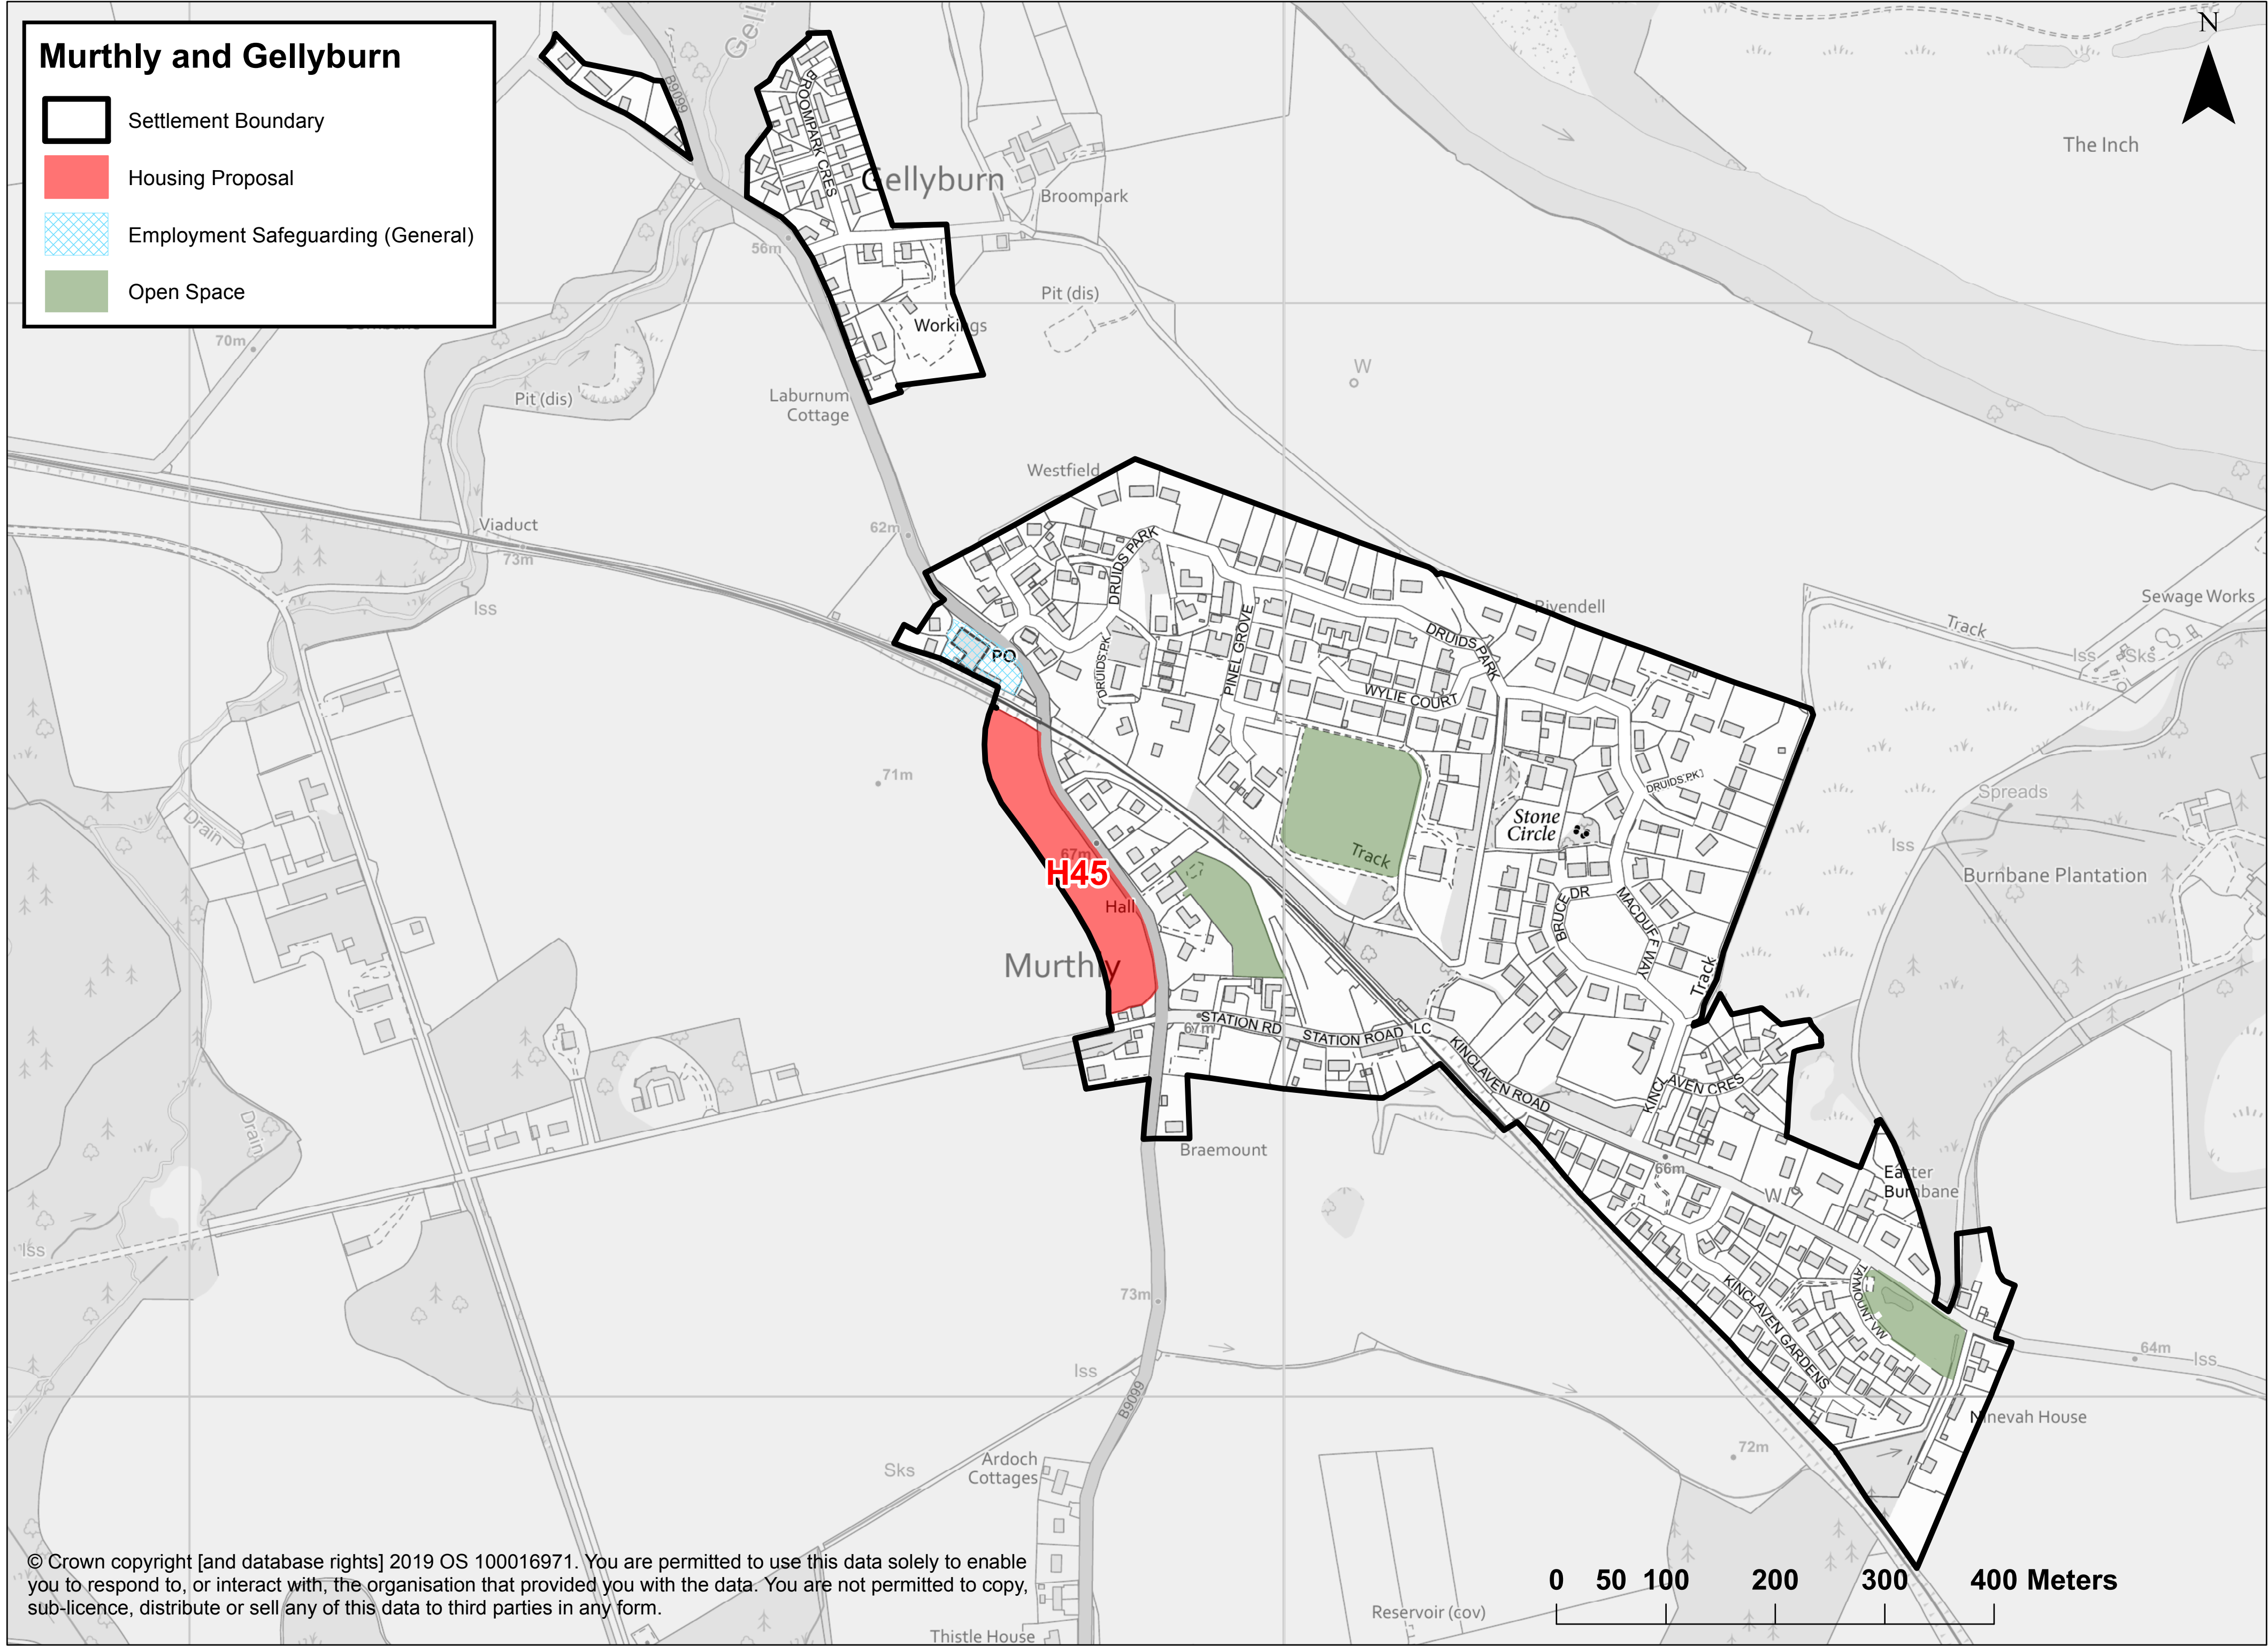 Murthly and Gellyburn
Settlement Boundary
Housing Proposal
Employment Safeguarding (General)
Open Space
N
The Inch
B9099
BROOMPARK CRES
Gellyburn
Broompark
56m
Pit (dis)
Workings
70m
Pit (dis)
Laburnum
Cottage
W
Westfield
Viaduct
73m
62m
Iss
DRUIDS PARK
DRUIDS PK
PINEL GROVE
DRUIDS PARK
WYLIE COURT
Rivendell
PO
Track
Sewage Works
Iss
Sks
71m
DRUIDS PK
Stone
Circle
Track
Spreads
Iss
Burnbane Plantation
Drain
67m
H45
Hall
Murthly
BRUCE DR
MACDUFF WAY
Track
STATION RD
67m
STATION ROAD
LC
KINCLAVEN ROAD
KINCLAVEN CRES
Drain
Braemount
66m
W
Easter
Burnbane
Iss
TAYMOUNT VW
KINCLAVEN GARDENS
73m
64m
Iss
Iss
B9099
Ninevah House
72m
Ardoch
Cottages
Sks
Reservoir (cov)
Thistle House
© Crown copyright [and database rights] 2019 OS 100016971. You are permitted to use this data solely to enable
you to respond to, or interact with, the organisation that provided you with the data. You are not permitted to copy,
sub-licence, distribute or sell any of this data to third parties in any form.
0 50 100 200 300 400 Meters